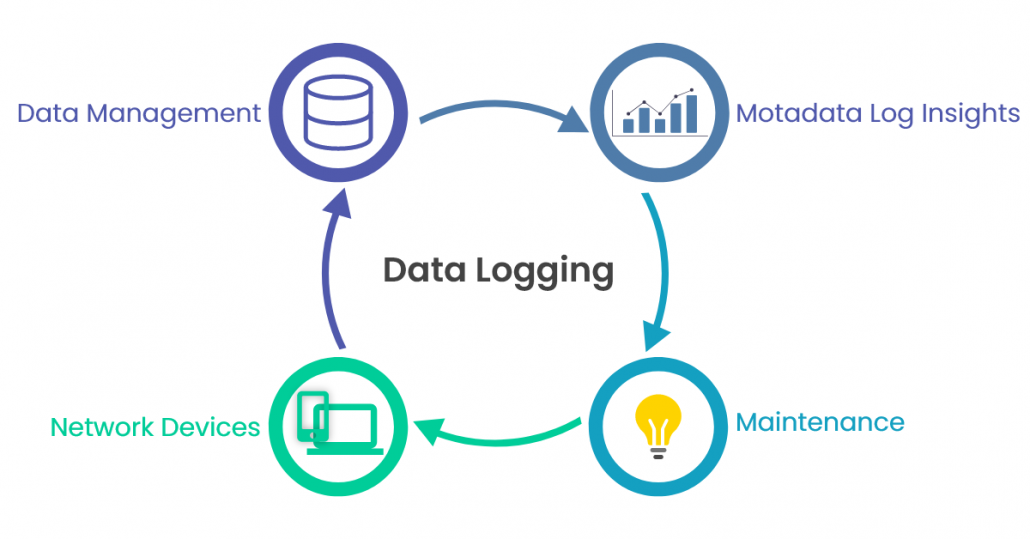 Data Management
Motadata Log Insights
Data Logging
Network Devices
Maintenance